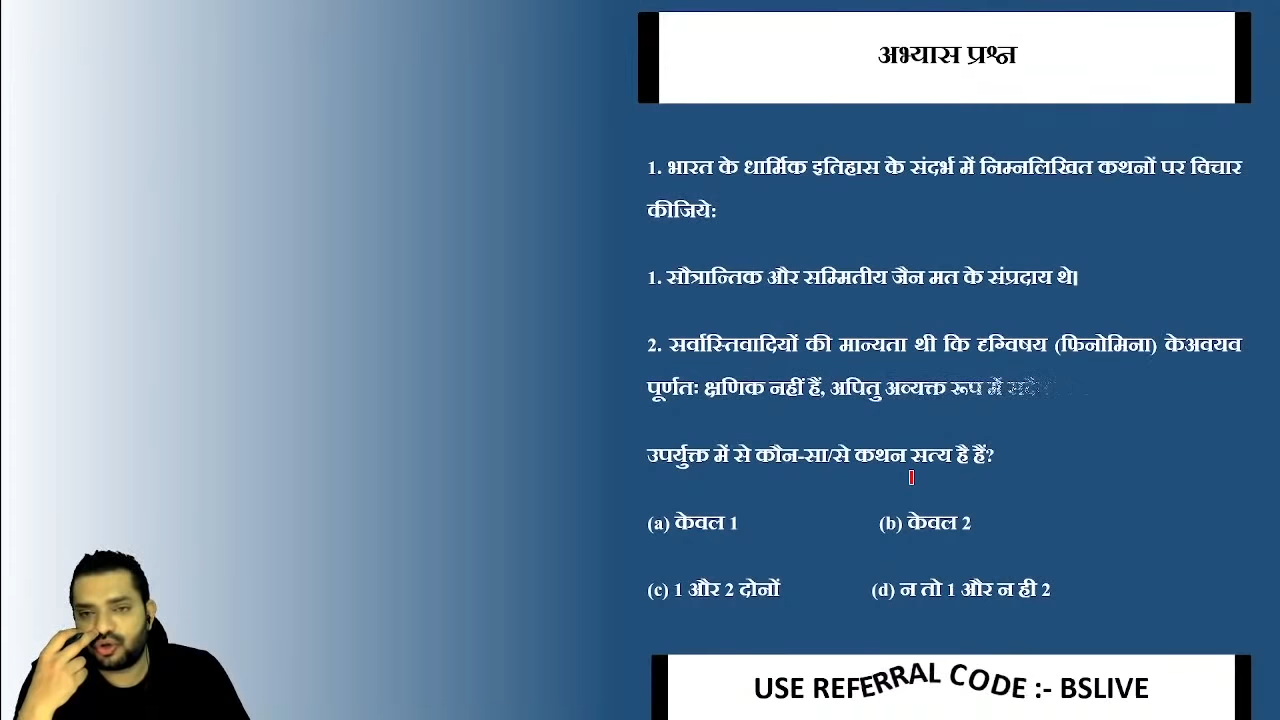 अभ्यास प्रश्न
1. भारत के धार्मिक इतिहास के संदर्भ में निम्नलिखित कथनों पर विचार
कीजिये:
1. सौत्रान्तिक और सम्मितीय जैन मत के संप्रदाय थे।
2. सर्वास्तिवादियों की मान्यता थी कि दृग्विषय (फिनोमिना) केअवयव
पूर्णतः क्षणिक नहीं हैं, अपितु अव्यक्त रूप में
उपर्युक्त में से कौन-सा/से कथन सत्य है हैं?
(a) केवल 1 (b) केवल 2
(c) 1 और 2 दोनों (d) न तो 1 और न ही 2
USE REFERRAL CODE :- BSLIVE